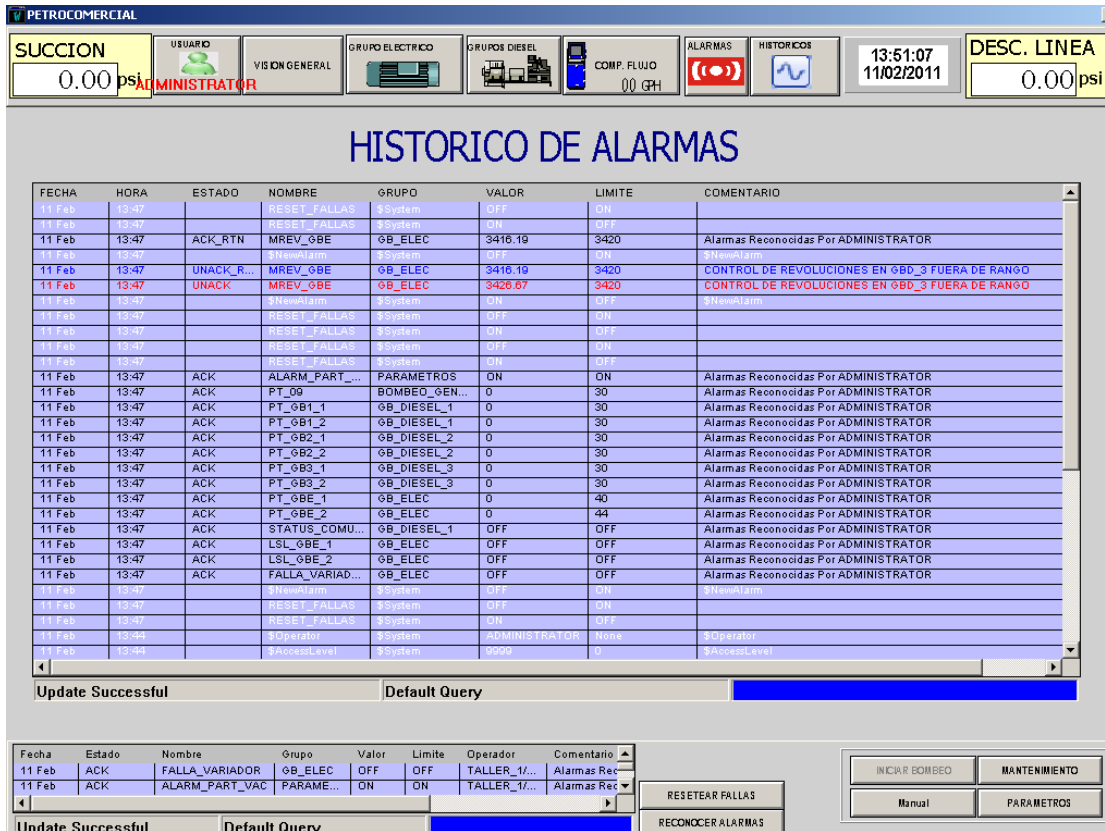 PETROCOMERCIAL
SUCCION
0.00 psi
USUARIO
ADMINISTRATOR
VISION GENERAL
GRUPO ELECTRICO
GRUPOS DIESEL
COMP. FLUJO
00 GPH
ALARMAS
HISTORICOS
13:51:07
11/02/2011
DESC. LINEA
0.00 psi
HISTORICO DE ALARMAS
FECHA HORA ESTADO NOMBRE GRUPO VALOR LIMITE COMENTARIO
11 Feb 13:47 RESET_FALLAS $System OFF ON
11 Feb 13:47 RESET_FALLAS $System ON OFF
11 Feb 13:47 ACK_RTN MREV_GBE GB_ELEC 3416.19 3420 Alarmas Reconocidas Por ADMINISTRATOR
11 Feb 13:47 $NewAlarm $System OFF ON $NewAlarm
11 Feb 13:47 UNACK_R... MREV_GBE GB_ELEC 3416.19 3420 CONTROL DE REVOLUCIONES EN GBD_3 FUERA DE RANGO
11 Feb 13:47 UNACK MREV_GBE GB_ELEC 3426.67 3420 CONTROL DE REVOLUCIONES EN GBD_3 FUERA DE RANGO
11 Feb 13:47 $NewAlarm $System ON OFF $NewAlarm
11 Feb 13:47 RESET_FALLAS $System OFF ON
11 Feb 13:47 RESET_FALLAS $System ON OFF
11 Feb 13:47 RESET_FALLAS $System OFF ON
11 Feb 13:47 RESET_FALLAS $System ON OFF
11 Feb 13:47 ACK ALARM_PART_... PARAMETROS ON ON Alarmas Reconocidas Por ADMINISTRATOR
11 Feb 13:47 ACK PT_09 BOMBEO_GEN... 0 30 Alarmas Reconocidas Por ADMINISTRATOR
11 Feb 13:47 ACK PT_GB1_1 GB_DIESEL_1 0 30 Alarmas Reconocidas Por ADMINISTRATOR
11 Feb 13:47 ACK PT_GB1_2 GB_DIESEL_1 0 30 Alarmas Reconocidas Por ADMINISTRATOR
11 Feb 13:47 ACK PT_GB2_1 GB_DIESEL_2 0 30 Alarmas Reconocidas Por ADMINISTRATOR
11 Feb 13:47 ACK PT_GB2_2 GB_DIESEL_2 0 30 Alarmas Reconocidas Por ADMINISTRATOR
11 Feb 13:47 ACK PT_GB3_1 GB_DIESEL_3 0 30 Alarmas Reconocidas Por ADMINISTRATOR
11 Feb 13:47 ACK PT_GB3_2 GB_DIESEL_3 0 30 Alarmas Reconocidas Por ADMINISTRATOR
11 Feb 13:47 ACK PT_GBE_1 GB_ELEC 0 40 Alarmas Reconocidas Por ADMINISTRATOR
11 Feb 13:47 ACK PT_GBE_2 GB_ELEC 0 44 Alarmas Reconocidas Por ADMINISTRATOR
11 Feb 13:47 ACK STATUS_COMU... GB_DIESEL_1 OFF OFF Alarmas Reconocidas Por ADMINISTRATOR
11 Feb 13:47 ACK LSL_GBE_1 GB_ELEC OFF OFF Alarmas Reconocidas Por ADMINISTRATOR
11 Feb 13:47 ACK LSL_GBE_2 GB_ELEC OFF OFF Alarmas Reconocidas Por ADMINISTRATOR
11 Feb 13:47 ACK FALLA_VARIAD... GB_ELEC OFF OFF Alarmas Reconocidas Por ADMINISTRATOR
11 Feb 13:47 $NewAlarm $System OFF ON $NewAlarm
11 Feb 13:47 RESET_FALLAS $System OFF ON
11 Feb 13:47 RESET_FALLAS $System ON OFF
11 Feb 13:44 $Operator $System ADMINISTRATOR None $Operator
11 Feb 13:44 $AccessLevel $System 9999 0 $AccessLevel
Update Successful Default Query
Fecha Estado Nombre Grupo Valor Limite Operador Comentario
11 Feb ACK FALLA_VARIADOR GB_ELEC OFF OFF TALLER_1/... Alarmas Rec
11 Feb ACK ALARM_PART_VAC PARAME... ON ON TALLER_1/... Alarmas Rec
Update Successful Default Query
RESETEAR FALLAS
RECONOCER ALARMAS
INICIAR BOMBEO
MANTENIMIENTO
Manual
PARAMETROS